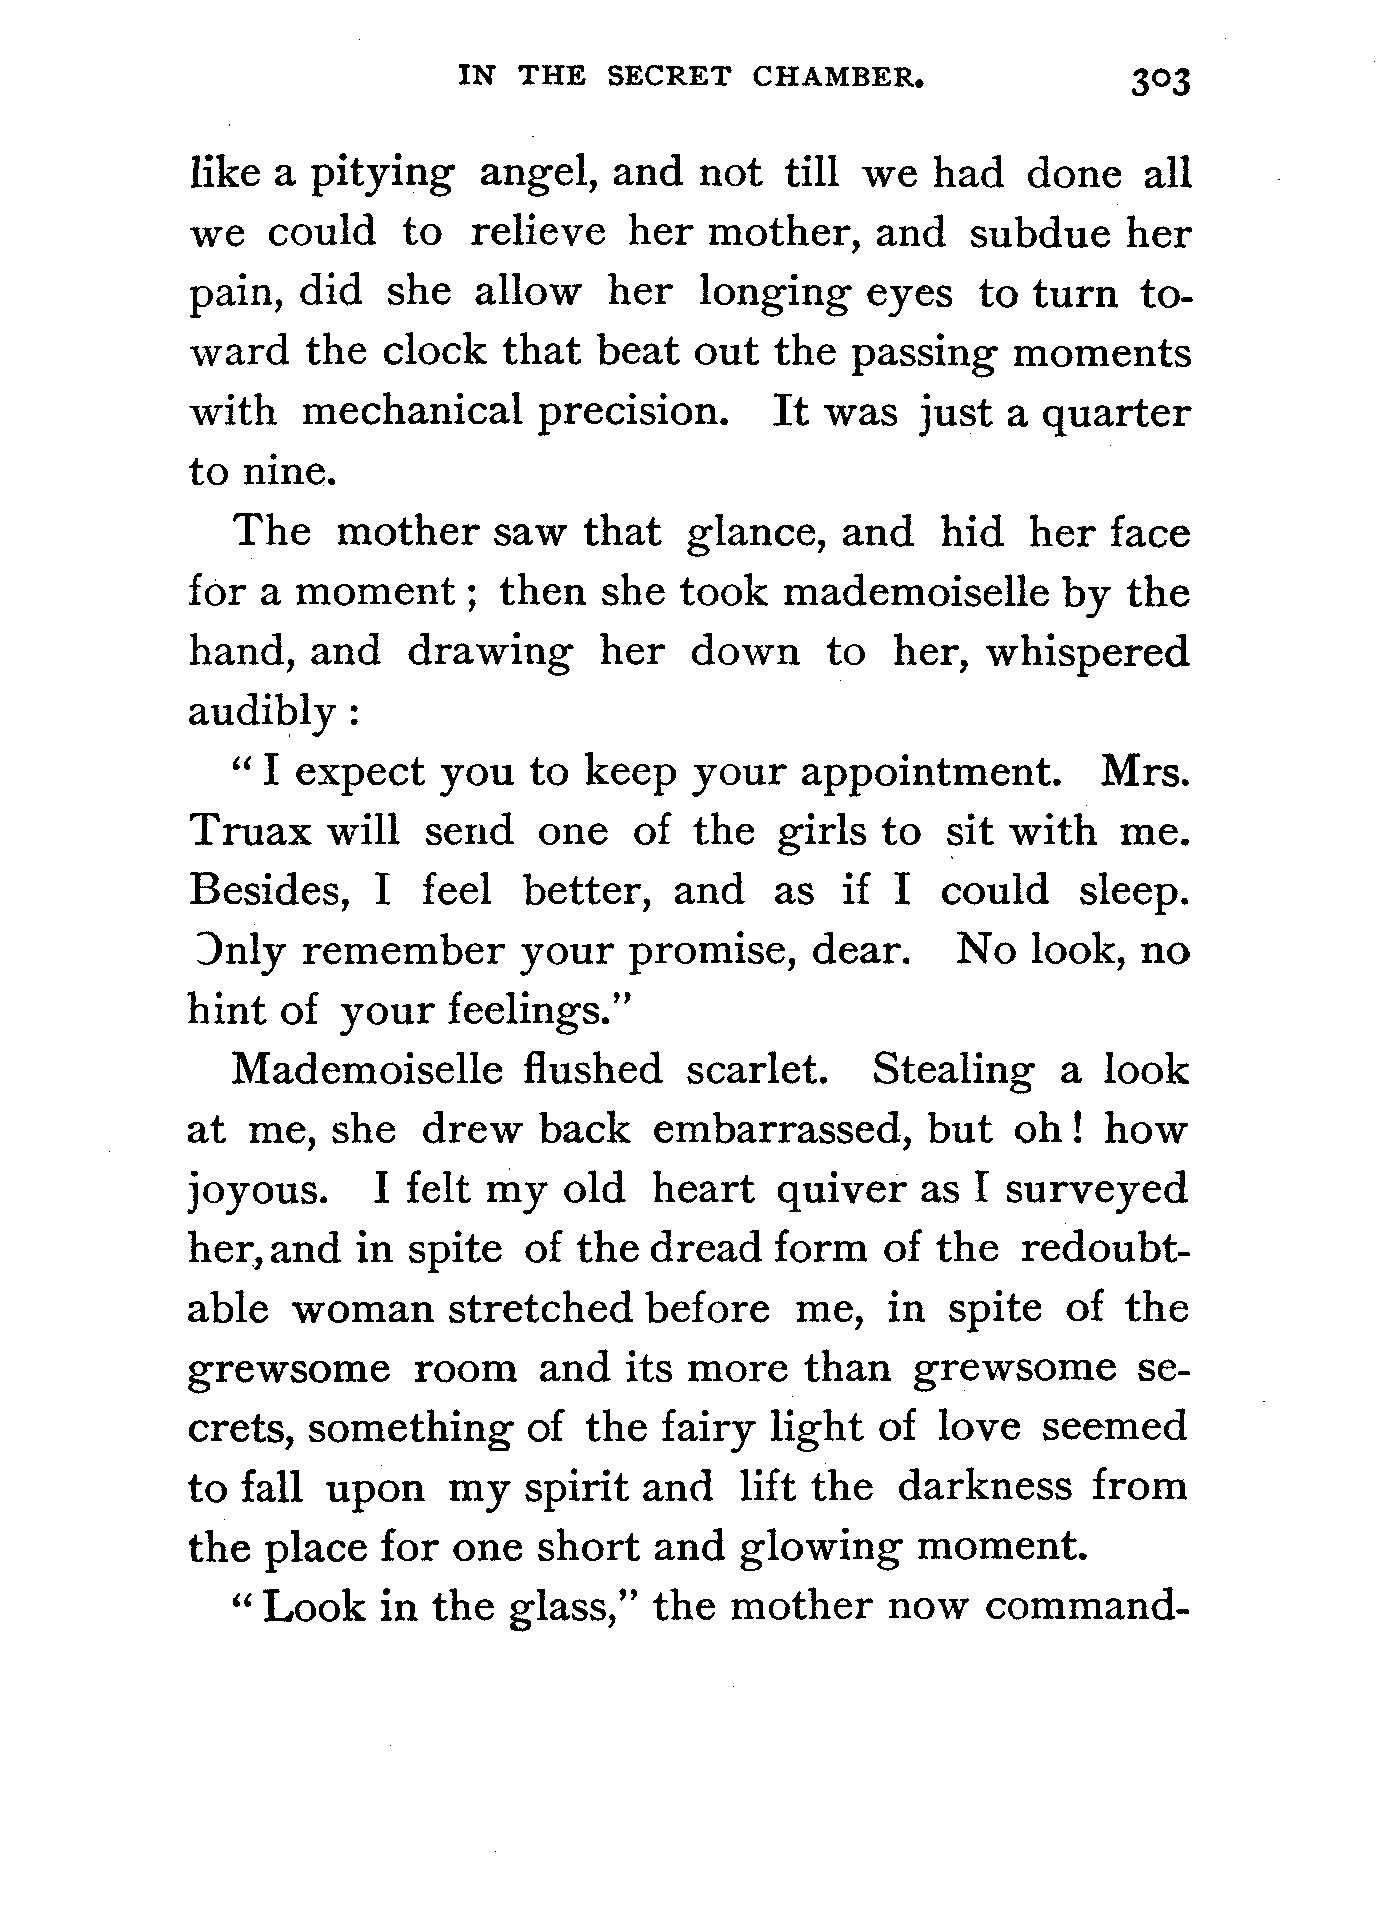 IN THE SECRET CHAMBER. 303
like a pitying angel, and not till we had done all
we could to relieve her mother, and subdue her
pain, did she allow her longing eyes to turn to-
ward the clock that beat out the passing moments
with mechanical precision. It was just a quarter
to nine.
The mother saw that glance, and hid her face
for a moment ; then she took mademoiselle by the
hand, and drawing her down to her, whispered
audibly :
“ I expect you to keep your appointment. Mrs.
Truax will send one of the girls to sit with me.
Besides, I feel better, and as if I could sleep.
Only remember your promise, dear. No look, no
hint of your feelings.”
Mademoiselle flushed scarlet. Stealing a look
at me, she drew back embarrassed, but oh ! how
joyous. I felt my old heart quiver as I surveyed
her, and in spite of the dread form of the redoubt-
able woman stretched before me, in spite of the
grewsome room and its more than grewsome se-
crets, something of the fairy light of love seemed
to fall upon my spirit and lift the darkness from
the place for one short and glowing moment.
“ Look in the glass,” the mother now command-